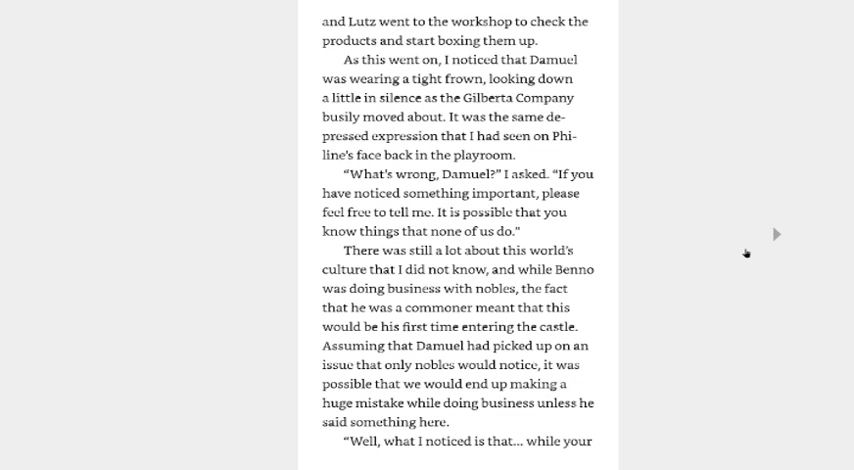 and Lutz went to the workshop to check the
products and start boxing them up.
As this went on, I noticed that Damuel
was wearing a tight frown, looking down
a little in silence as the Gilberta Company
busily moved about. It was the same de-
pressed expression that I had seen on Phi-
line's face back in the playroom.
“What's wrong, Damuel?” I asked. “If you
have noticed something important, please
feel free to tell me. It is possible that you
know things that none of us do.”
There was still a lot about this world's
culture that I did not know, and while Benno
was doing business with nobles, the fact
that he was a commoner meant that this
would be his first time entering the castle.
Assuming that Damuel had picked up on an
issue that only nobles would notice, it was
possible that we would end up making a
huge mistake while doing business unless he
said something here.
“Well, what I noticed is that... while your